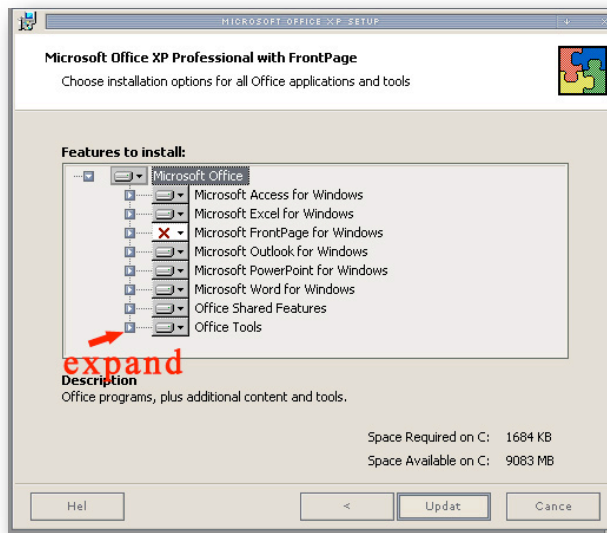 MICROSOFT OFFICE XP SETUP
Microsoft Office XP Professional with FrontPage
Choose installation options for all Office applications and tools
Features to install:
Microsoft Office
Microsoft Access for Windows
Microsoft Excel for Windows
Microsoft FrontPage for Windows
Microsoft Outlook for Windows
Microsoft PowerPoint for Windows
Microsoft Word for Windows
Office Shared Features
Office Tools
expand
Description
Office programs, plus additional content and tools.
Space Required on C: 1684 KB
Space Available on C: 9083 MB
Hel < Updat Cance